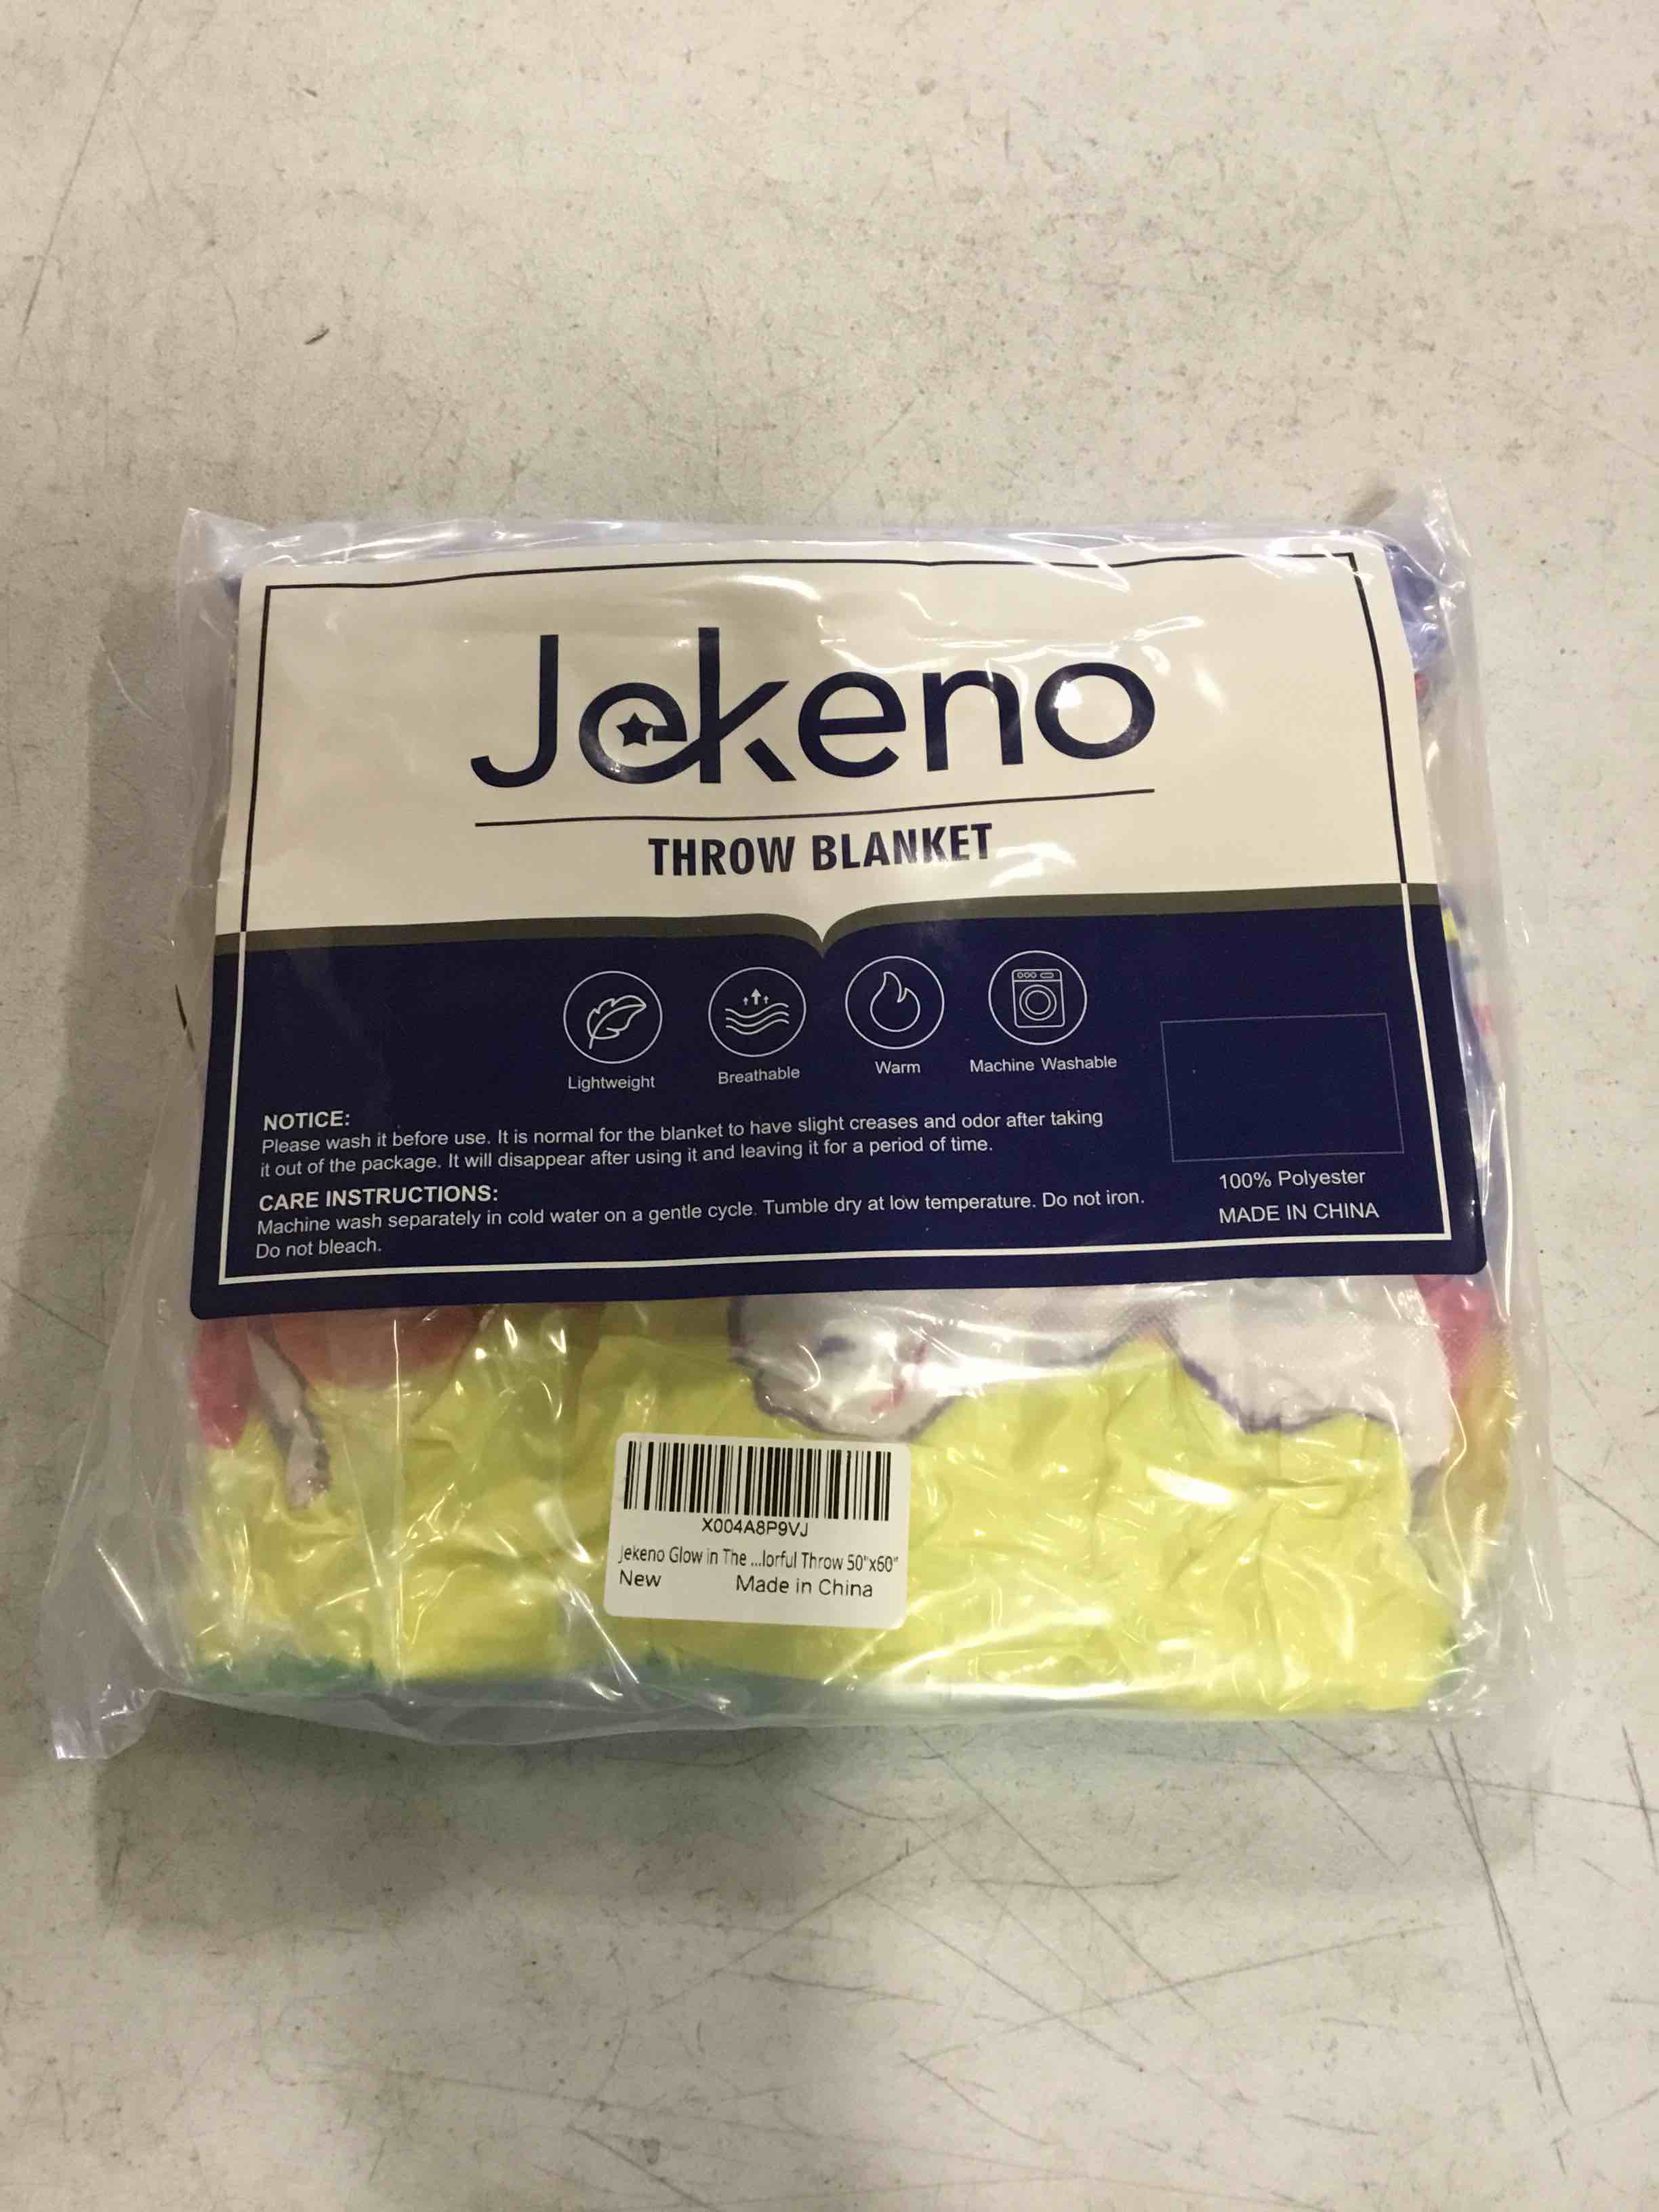 Jekeno
THROW BLANKET
Lightweight
Breathable
Warm
Machine Washable
NOTICE:
Please wash it before use. It is normal for the blanket to have slight creases and odor after taking
it out of the package. It will disappear after using it and leaving it for a period of time.
CARE INSTRUCTIONS:
Machine wash separately in cold water on a gentle cycle. Tumble dry at low temperature. Do not iron.
Do not bleach.
100% Polyester
MADE IN CHINA
X004A8P9VJ
Jekeno Glow in The ...lorful Throw 50"x60"
New Made in China